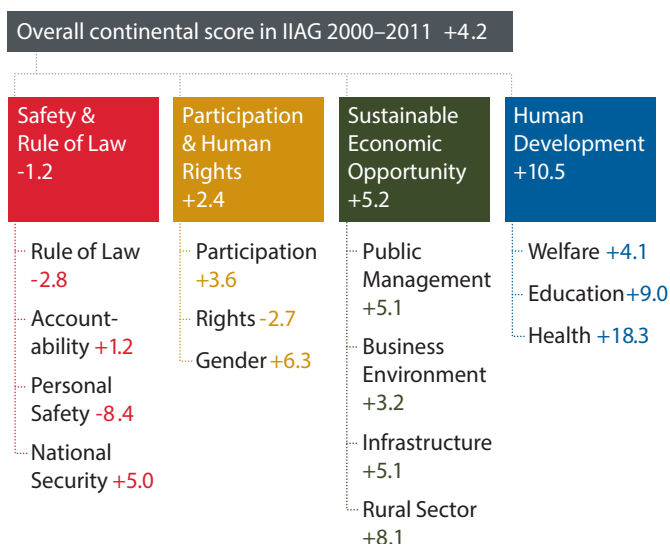 Overall continental score in IIAG 2000–2011 +4.2
Safety &
Rule of Law
-1.2
Rule of Law
-2.8
Account-
ability +1.2
Personal
Safety -8.4
National
Security +5.0
Participation
& Human
Rights
+2.4
Participation
+3.6
Rights -2.7
Gender +6.3
Sustainable
Economic
Opportunity
+5.2
Public
Management
+5.1
Business
Environment
+3.2
Infrastructure
+5.1
Rural Sector
+8.1
Human
Development
+10.5
Welfare +4.1
Education +9.0
Health +18.3